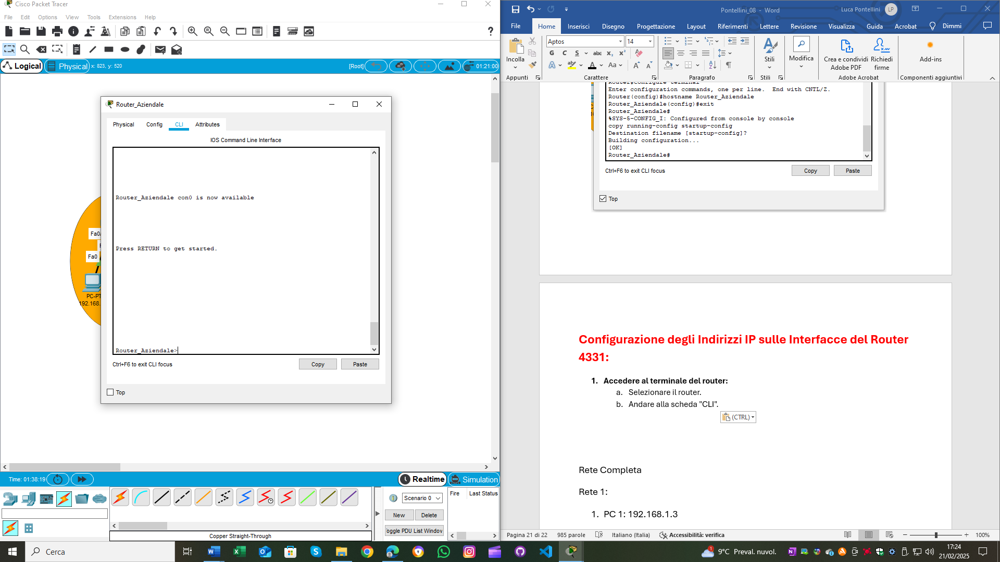 Cisco Packet Tracer
File Edit Options View Tools Extensions Help
Logical Physical x: 823, y: 520 [Root] 01:21:00
Router_Aziendale
Physical Config CLI Attributes
IOS Command Line Interface
Router_Aziendale con0 is now available
Press RETURN to get started.
Router_Aziendale>
Ctrl+F6 to exit CLI focus Copy Paste
Top
Fa0/
Fa0
PC-PT
192.168.
Time: 01:38:19 Realtime Simulation
Scenario 0
New Delete
oggle PDU List Window
Fire Last Status
Copper Straight-Through
Pontellini_08 - Word Luca Pontellini LP
File Home Inserisci Disegno Progettazione Layout Riferimenti Lettere Revisione Visualizza Guida Acrobat Dimmi
Incolla
Aptos 14
G C S abc x₂ x²
Aa
Stili
Modifica
Crea e condividi Adobe PDF
Richiedi firme
Add-ins
Appunti Carattere Paragrafo Stili Adobe Acrobat Componenti aggiuntivi
Router#configure terminal
Enter configuration commands, one per line. End with CNTL/Z.
Router(config)#hostname Router_Aziendale
Router_Aziendale(config)#exit
Router_Aziendale#
%SYS-5-CONFIG_I: Configured from console by console
copy running-config startup-config
Destination filename [startup-config]?
Building configuration...
[OK]
Router_Aziendale#
Ctrl+F6 to exit CLI focus Copy Paste
Top
Configurazione degli Indirizzi IP sulle Interfacce del Router
4331:
1. Accedere al terminale del router:
a. Selezionare il router.
b. Andare alla scheda "CLI".
(CTRL)
Rete Completa
Rete 1:
1. PC 1: 192.168.1.3
Pagina 21 di 22 985 parole Italiano (Italia) Accessibilità: verifica 100%
Cerca
1 9°C Preval. nuvol.
17:24
21/02/2025